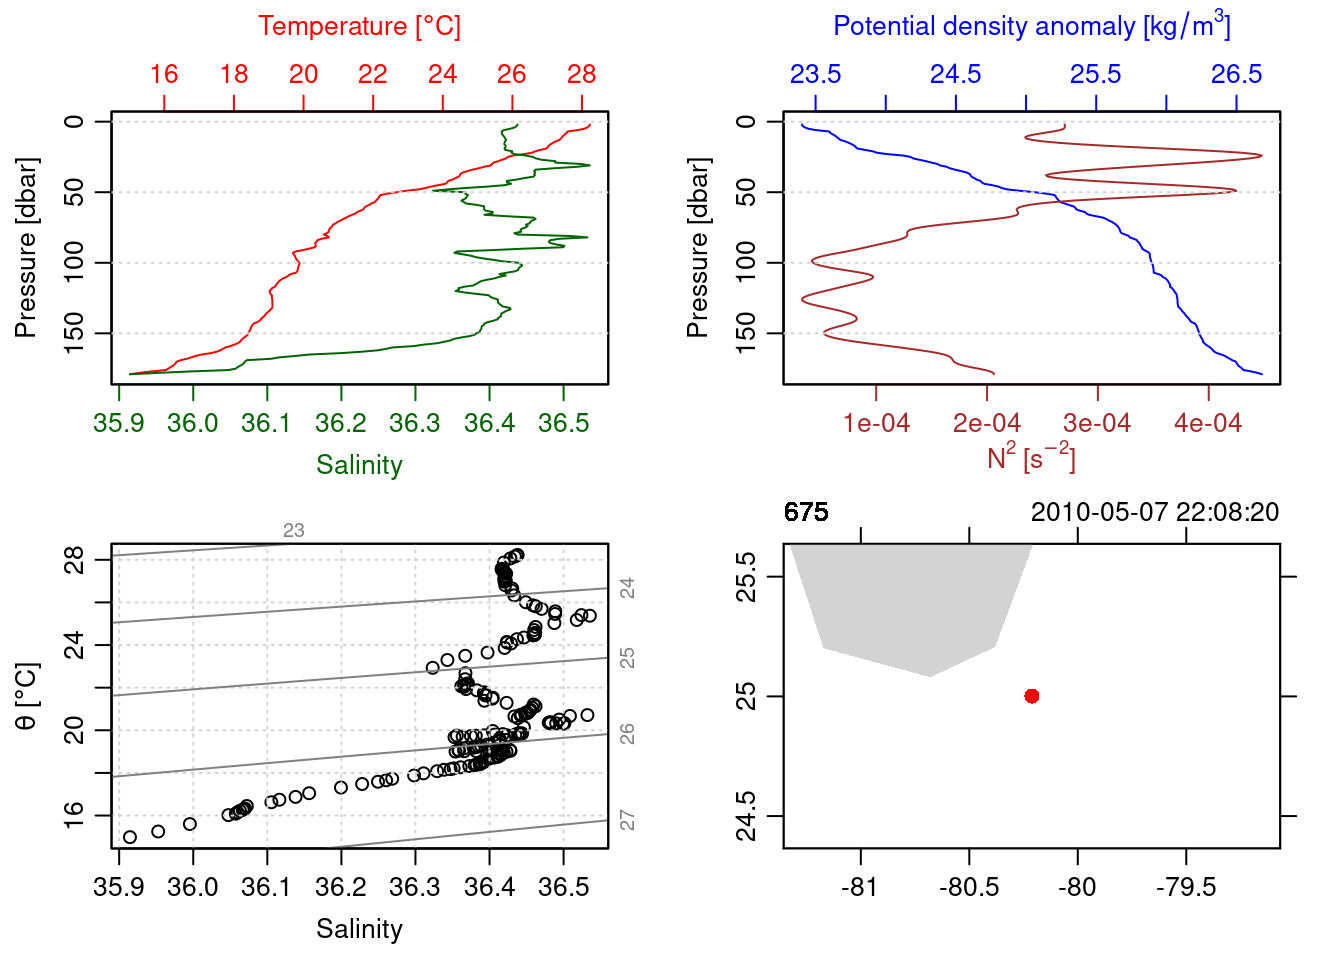 Temperature [°C]
16 18 20 22 24 26 28
0
50
100
150
Pressure [dbar]
35.9 36.0 36.1 36.2 36.3 36.4 36.5
Salinity
Potential density anomaly [kg/m³]
23.5 24.5 25.5 26.5
0
50
100
150
Pressure [dbar]
1e-04 2e-04 3e-04 4e-04
N² [s⁻²]
23
24
25
26
27
28
24
20
16
θ [°C]
35.9 36.0 36.1 36.2 36.3 36.4 36.5
Salinity
675 2010-05-07 22:08:20
25.5
25
24.5
-81 -80.5 -80 -79.5